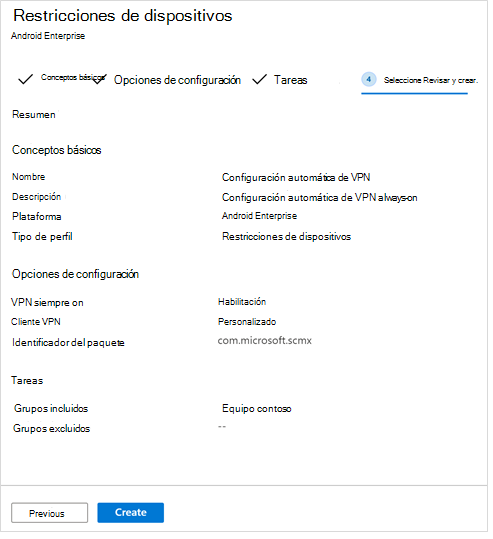 Restricciones de dispositivos
Android Enterprise
Conceptos básicos Opciones de configuración Tareas 4 Seleccione Revisar y crear.
Resumen
Conceptos básicos
Nombre Configuración automática de VPN
Descripción Configuración automática de VPN always-on
Plataforma Android Enterprise
Tipo de perfil Restricciones de dispositivos
Opciones de configuración
VPN siempre on Habilitación
Cliente VPN Personalizado
Identificador del paquete com.microsoft.scmx
Tareas
Grupos incluidos Equipo contoso
Grupos excluidos --
Previous Create